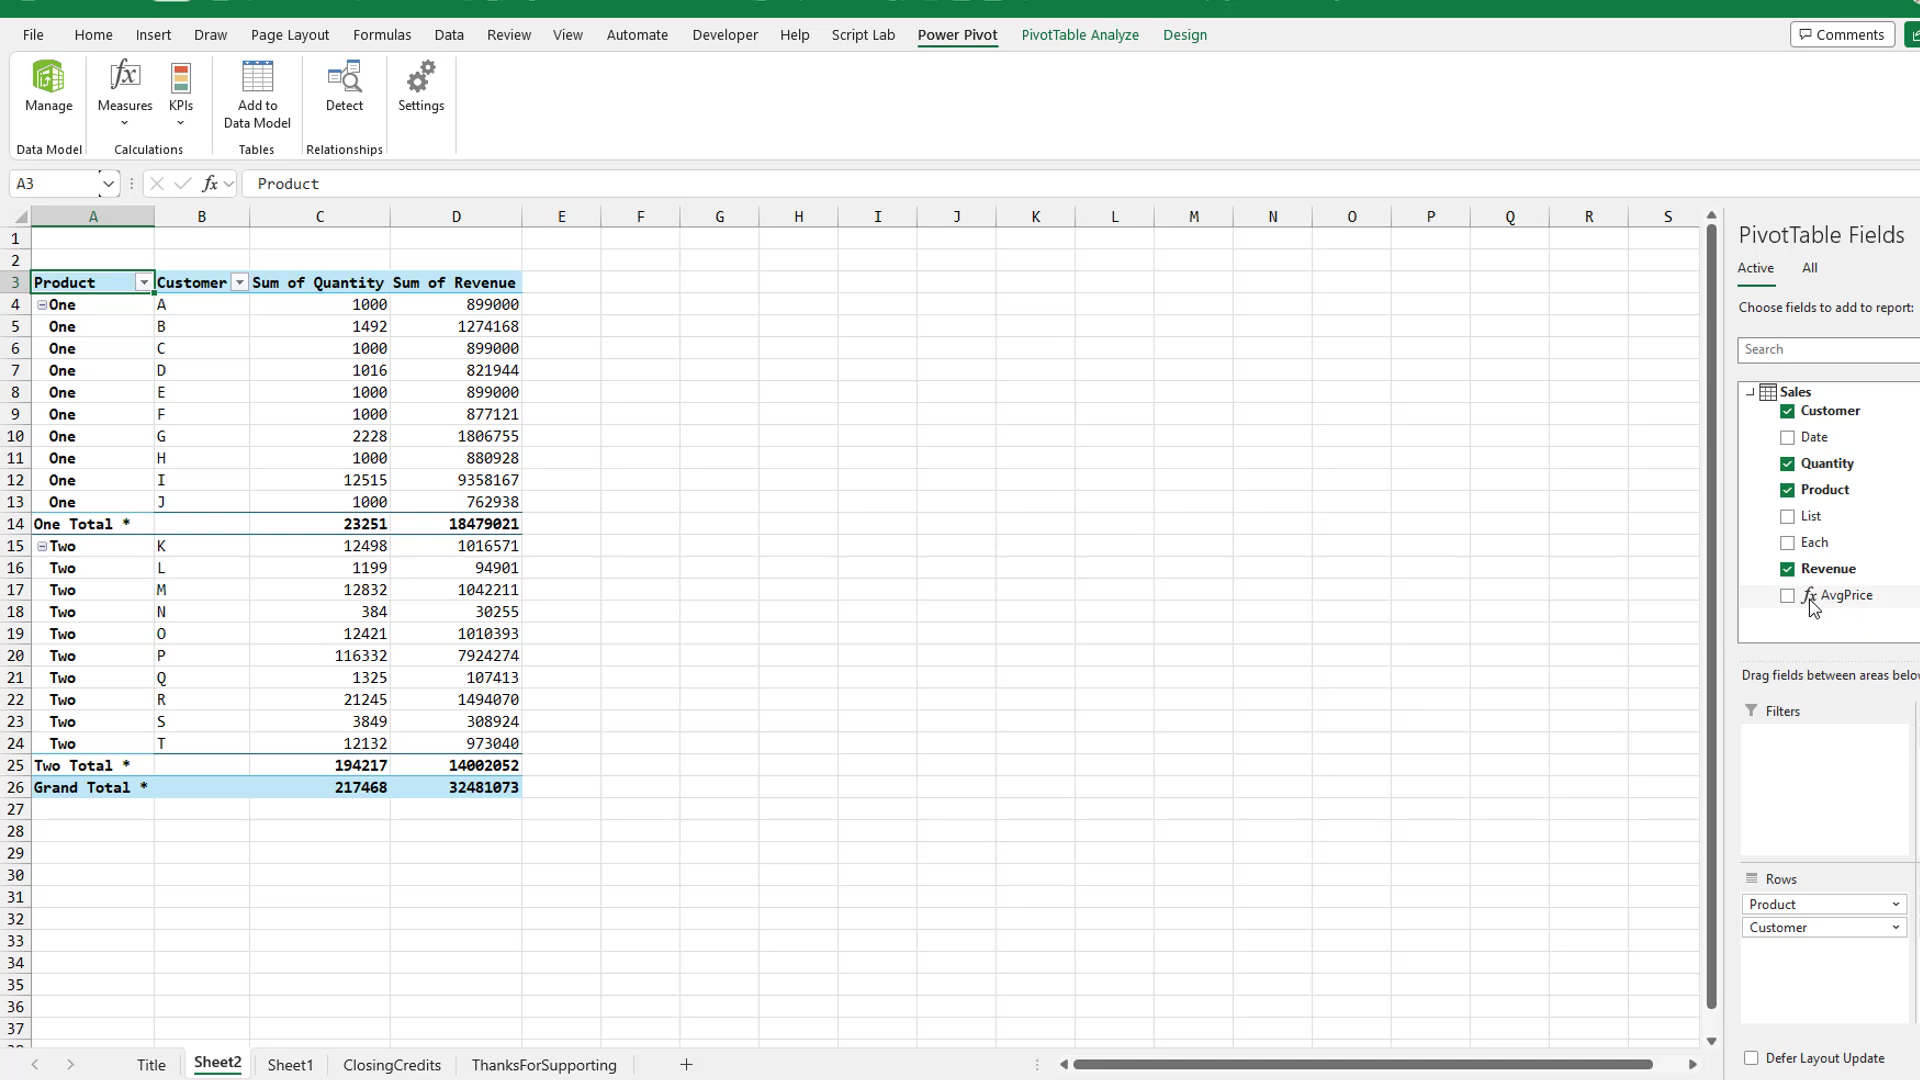 File Home Insert Draw Page Layout Formulas Data Review View Automate Developer Help Script Lab Power Pivot PivotTable Analyze Design Comments
Manage Measures KPIs Add to Data Model Detect Settings
Data Model Calculations Tables Relationships
A3 fx Product
A B C D E F G H I J K L M N O P Q R S
1
2
3 Product Customer Sum of Quantity Sum of Revenue
4 One A 1000 899000
5 One B 1492 1274168
6 One C 1000 899000
7 One D 1016 821944
8 One E 1000 899000
9 One F 1000 877121
10 One G 2228 1806755
11 One H 1000 880928
12 One I 12515 9358167
13 One J 1000 762938
14 One Total * 23251 18479021
15 Two K 12498 1016571
16 Two L 1199 94901
17 Two M 12832 1042211
18 Two N 384 30255
19 Two O 12421 1010393
20 Two P 116332 7924274
21 Two Q 1325 107413
22 Two R 21245 1494070
23 Two S 3849 308924
24 Two T 12132 973040
25 Two Total * 194217 14002052
26 Grand Total * 217468 32481073
27
28
29
30
31
32
33
34
35
36
37
PivotTable Fields
Active All
Choose fields to add to report:
Search
Sales
Customer
Date
Quantity
Product
List
Each
Revenue
fx AvgPrice
Drag fields between areas belo
Filters
Rows
Product
Customer
Defer Layout Update
Title Sheet2 Sheet1 ClosingCredits ThanksForSupporting